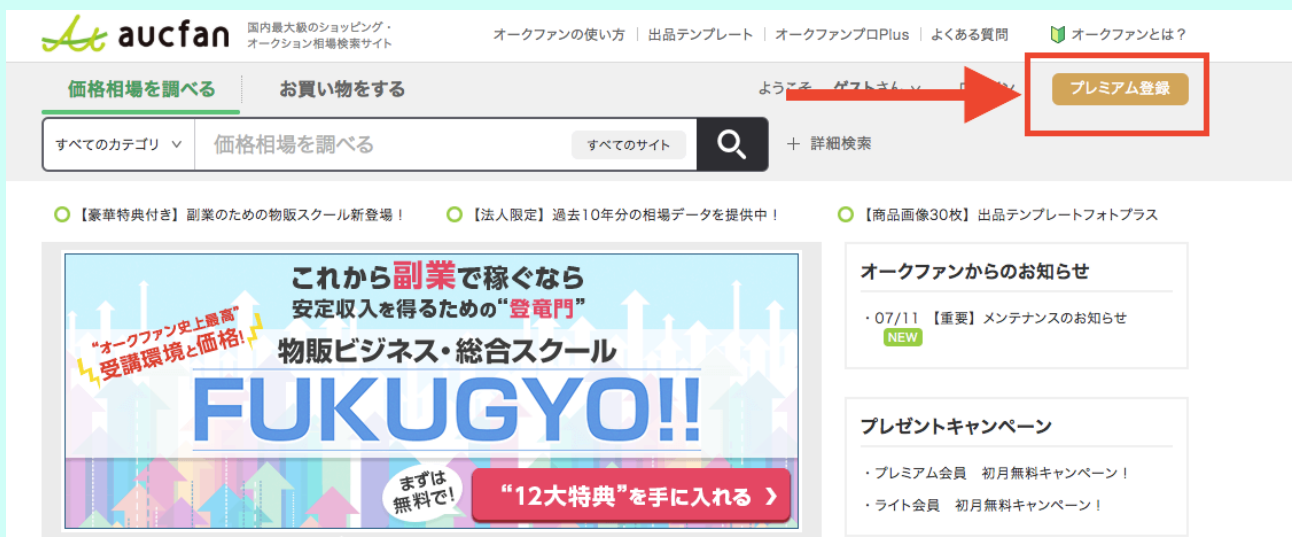 aucfan
国内最大級のショッピング・
オークション相場検索サイト
オークファンの使い方 | 出品テンプレート | オークファンプロPlus | よくある質問
オークファンとは？
価格相場を調べる
お買い物をする
ようこそ ゲストさん
プレミアム登録
すべてのカテゴリ
価格相場を調べる
すべてのサイト
＋ 詳細検索
【豪華特典付き】副業のための物販スクール新登場！
【法人限定】過去10年分の相場データを提供中！
【商品画像30枚】出品テンプレートフォトプラス
これから副業で稼ぐなら
安定収入を得るための“登竜門”
“オークファン史上最高”
受講環境と価格!
物販ビジネス・総合スクール
FUKUGYO!!
まずは
無料で!
“12大特典”を手に入れる
オークファンからのお知らせ
・07/11 【重要】メンテナンスのお知らせ
NEW
プレゼントキャンペーン
・プレミアム会員　初月無料キャンペーン！
・ライト会員　初月無料キャンペーン！